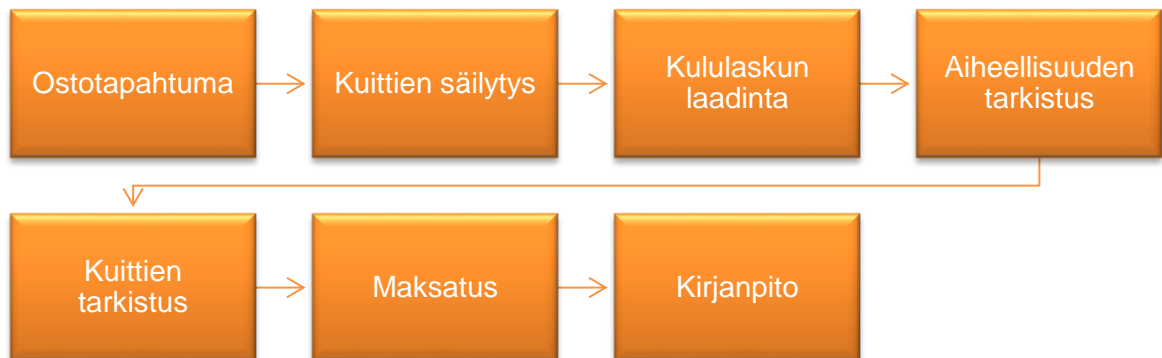 Ostotapahtuma
Kuittien säilytys
Kululaskun
laadinta
Aiheellisuuden
tarkistus
Kuittien
tarkistus
Maksatus
Kirjanpito